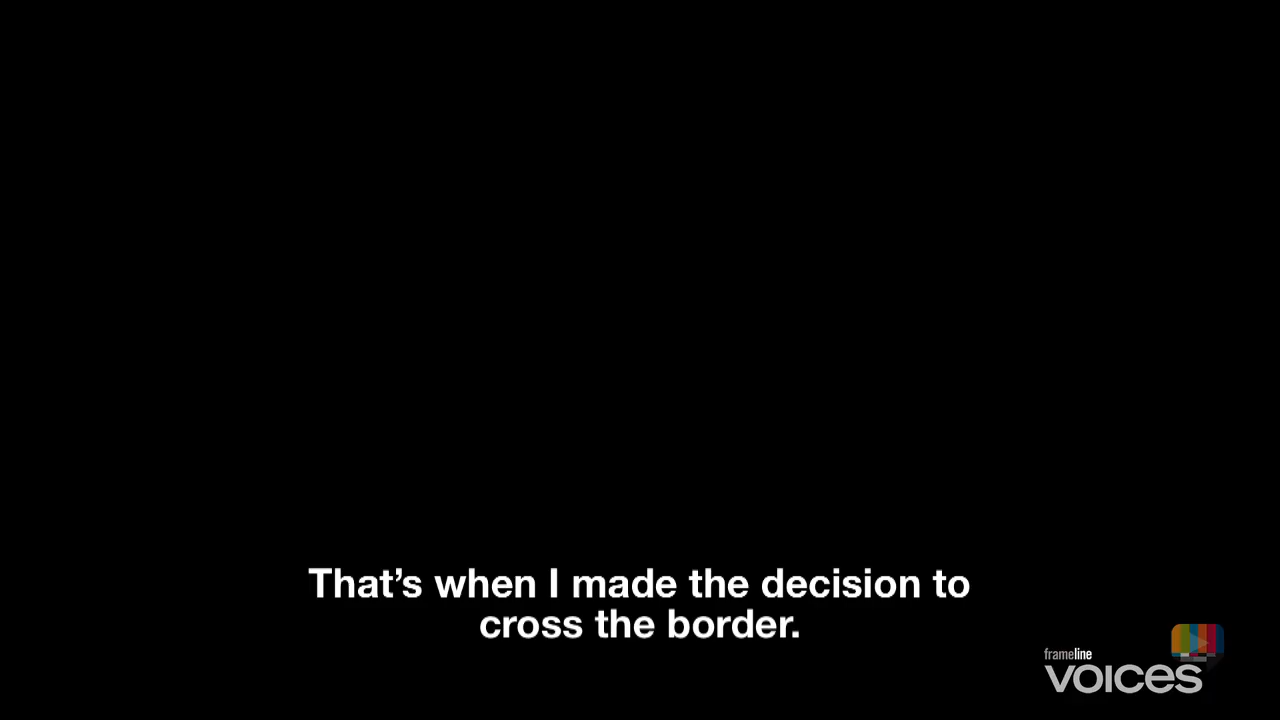 That’s when I made the decision to
cross the border.
frameline
VOICES